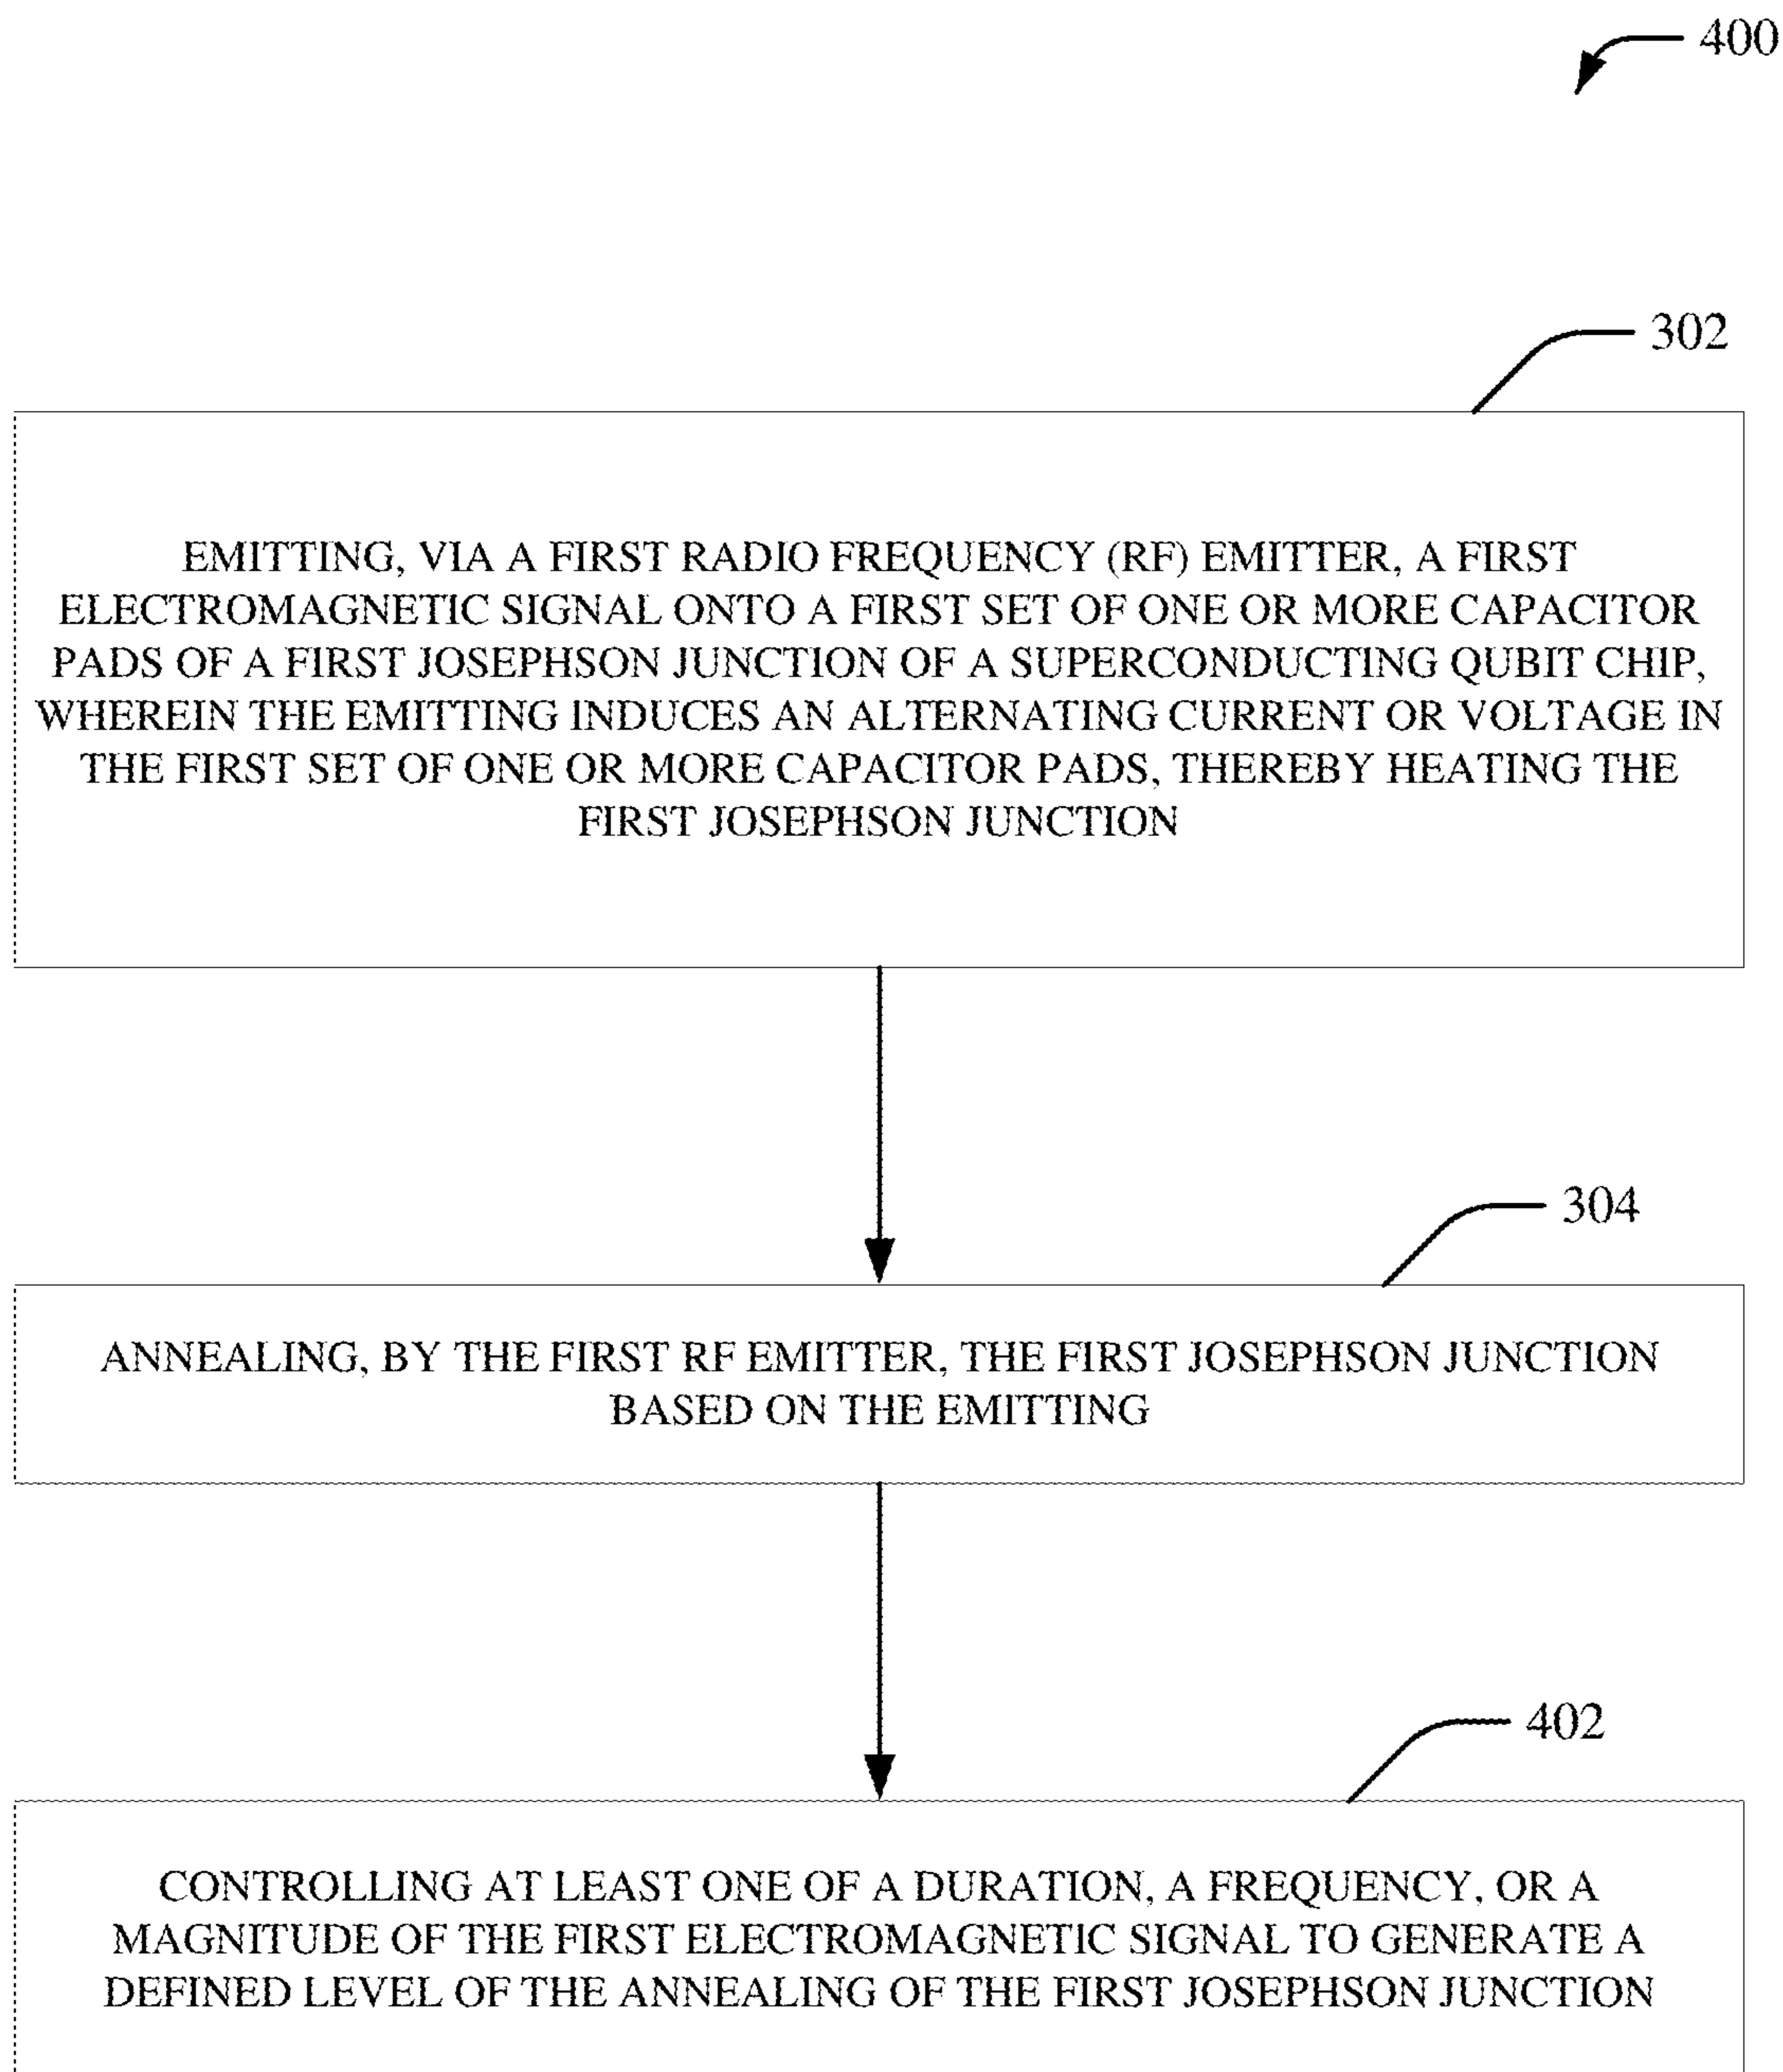 400
302
EMITTING, VIA A FIRST RADIO FREQUENCY (RF) EMITTER, A FIRST
ELECTROMAGNETIC SIGNAL ONTO A FIRST SET OF ONE OR MORE CAPACITOR
PADS OF A FIRST JOSEPHSON JUNCTION OF A SUPERCONDUCTING QUBIT CHIP,
WHEREIN THE EMITTING INDUCES AN ALTERNATING CURRENT OR VOLTAGE IN
THE FIRST SET OF ONE OR MORE CAPACITOR PADS, THEREBY HEATING THE
FIRST JOSEPHSON JUNCTION
304
ANNEALING, BY THE FIRST RF EMITTER, THE FIRST JOSEPHSON JUNCTION
BASED ON THE EMITTING
402
CONTROLLING AT LEAST ONE OF A DURATION, A FREQUENCY, OR A
MAGNITUDE OF THE FIRST ELECTROMAGNETIC SIGNAL TO GENERATE A
DEFINED LEVEL OF THE ANNEALING OF THE FIRST JOSEPHSON JUNCTION